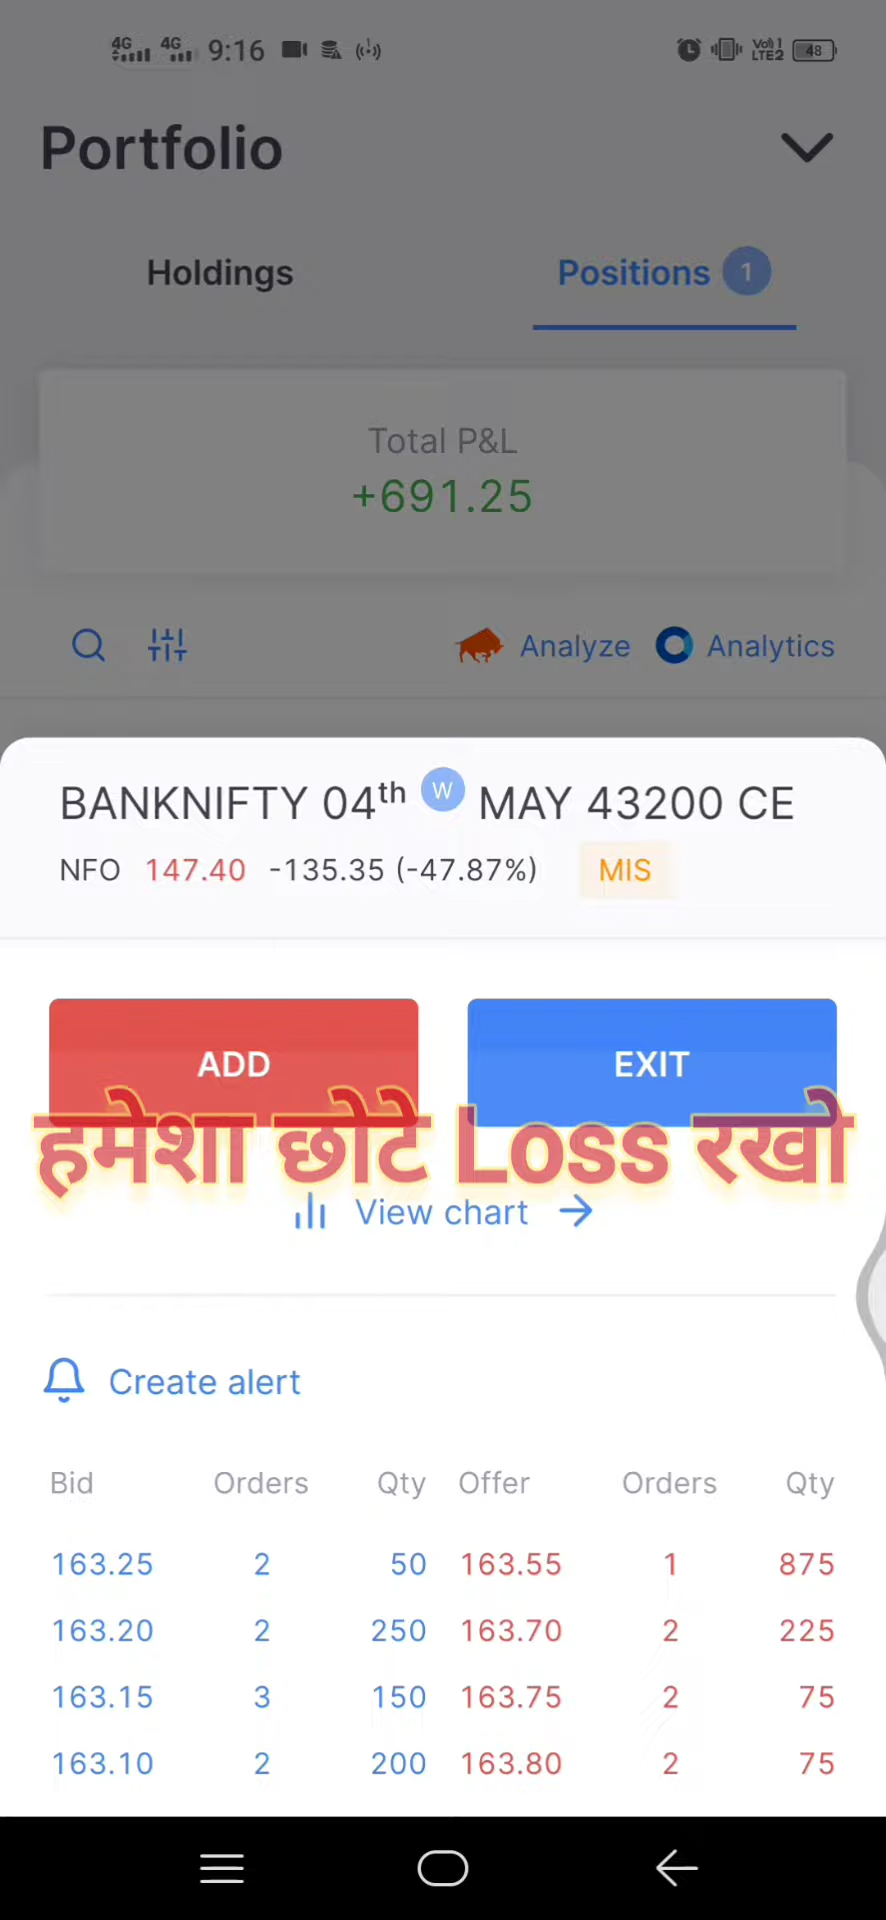 4G 4G 9:16 Vol) 1 LTE2 48
Portfolio
Holdings Positions 1
Total P&L
+691.25
Analyze Analytics
BANKNIFTY 04th W MAY 43200 CE
NFO 147.40 -135.35 (-47.87%) MIS
ADD EXIT
हमेशा छोटे Loss रखो
View chart →
Create alert
Bid Orders Qty Offer Orders Qty
163.25 2 50 163.55 1 875
163.20 2 250 163.70 2 225
163.15 3 150 163.75 2 75
163.10 2 200 163.80 2 75